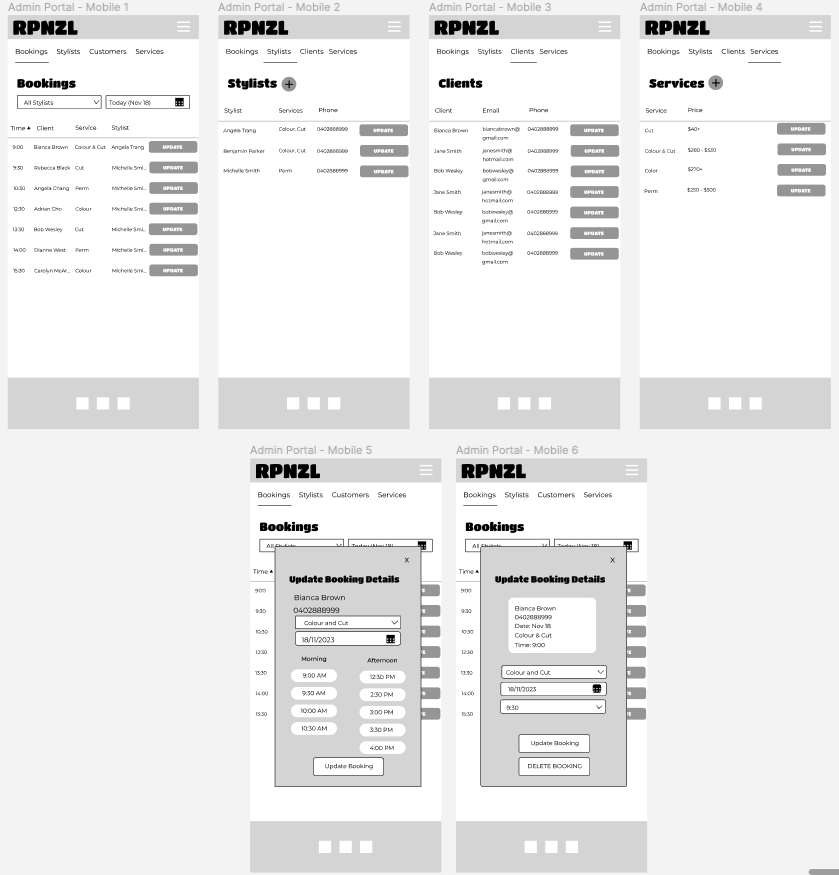 Admin Portal - Mobile 1
RPNZL
Bookings Stylists Customers Services
Bookings
All Stylists Today (Nov 18)
Time Client Service Stylist
9:00 Bianca Brown Colour & Cut Angela Trang UPDATE
9:30 Rebecca Black Cut Michelle Smi... UPDATE
10:30 Angela Chang Perm Michelle Smi... UPDATE
12:30 Adrian Cho Colour Michelle Smi... UPDATE
13:30 Bob Wesley Cut Michelle Smi... UPDATE
14:00 Dianne West Perm Michelle Smi... UPDATE
15:30 Carolyn McAr... Colour Michelle Smi... UPDATE
Admin Portal - Mobile 2
RPNZL
Bookings Stylists Clients Services
Stylists +
Stylist Services Phone
Angela Trang Colour, Cut 0402888999 UPDATE
Benjamin Parker Colour, Cut 0402888999 UPDATE
Michelle Smith Perm 0402888999 UPDATE
Admin Portal - Mobile 3
RPNZL
Bookings Stylists Clients Services
Clients
Client Email Phone
Bianca Brown biancabrown@ 0402888999 UPDATE
gmail.com
Jane Smith janesmith@ 0402888999 UPDATE
hotmail.com
Bob Wesley bobwesley@ 0402888999 UPDATE
gmail.com
Jane Smith janesmith@ 0402888999 UPDATE
hotmail.com
Bob Wesley bobwesley@ 0402888999 UPDATE
gmail.com
Jane Smith janesmith@ 0402888999 UPDATE
hotmail.com
Bob Wesley bobwesley@ 0402888999 UPDATE
gmail.com
Admin Portal - Mobile 4
RPNZL
Bookings Stylists Clients Services
Services +
Service Price
Cut $40+ UPDATE
Colour & Cut $280 - $530 UPDATE
Color $270+ UPDATE
Perm $250 - $500 UPDATE
Admin Portal - Mobile 5
RPNZL
Bookings Stylists Customers Services
Bookings
All Stylists Today (Nov 18)
Time
9:00
9:30
10:30
12:30
13:30
14:00
15:30
X
Update Booking Details
Bianca Brown
0402888999
Colour and Cut
18/11/2023
Morning Afternoon
9:00 AM 12:30 PM
9:30 AM 2:30 PM
10:00 AM 3:00 PM
10:30 AM 3:30 PM
4:00 PM
Update Booking
Admin Portal - Mobile 6
RPNZL
Bookings Stylists Customers Services
Bookings
All Stylists Today (Nov 18)
Time
9:00
9:30
10:30
12:30
13:30
14:00
15:30
X
Update Booking Details
Bianca Brown
0402888999
Date: Nov 18
Colour & Cut
Time: 9:00
Colour and Cut
18/11/2023
9:30
Update Booking
DELETE BOOKING